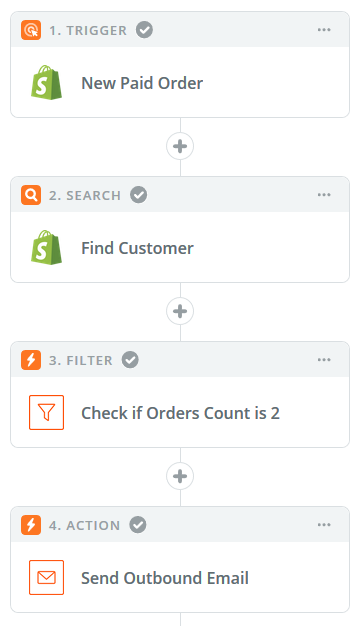 1. TRIGGER
New Paid Order
2. SEARCH
Find Customer
3. FILTER
Check if Orders Count is 2
4. ACTION
Send Outbound Email